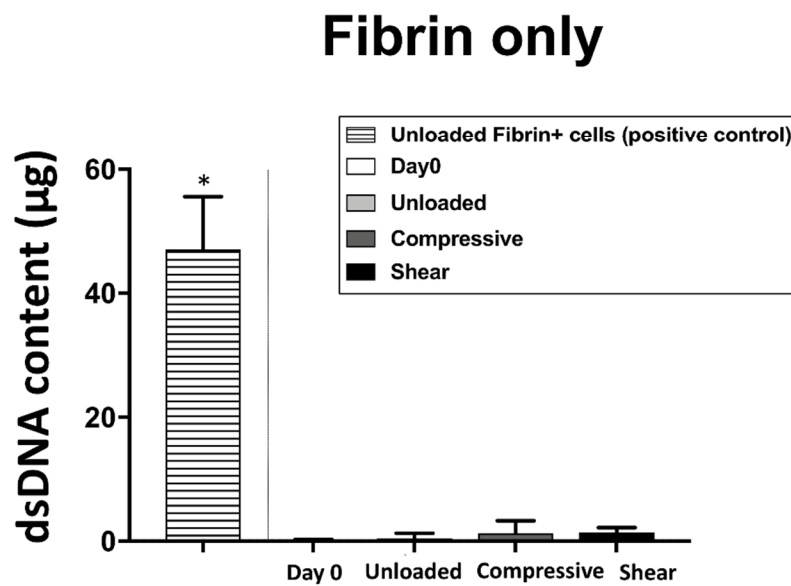 Fibrin only
Unloaded Fibrin+ cells (positive control)
Day0
Unloaded
Compressive
Shear
dsDNA content (µg)
60
40
20
0
*
Day 0 Unloaded Compressive Shear